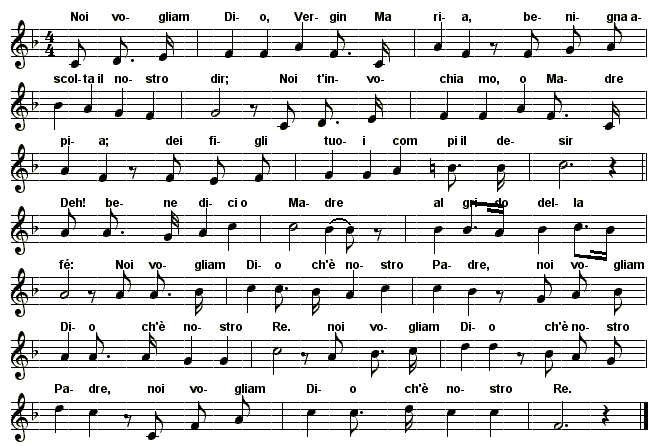 Noi vo- gliam Di- o, Ver- gin Ma ri- a, be- ni- gna a-
scol- ta il no- stro dir; Noi t'in- vo- chia mo, o Ma- dre
pi- a; dei fi- gli tuo- i com pi il de- sir
Deh! be- ne di- ci o Ma- dre al gri- do del- la
fé: Noi vo- gliam Di- o ch'è no- stro Pa- dre, noi vo- gliam
Di- o ch'è no- stro Re. noi vo- gliam Di- o ch'è no- stro
Pa- dre, noi vo- gliam Di- o ch'è no- stro Re.